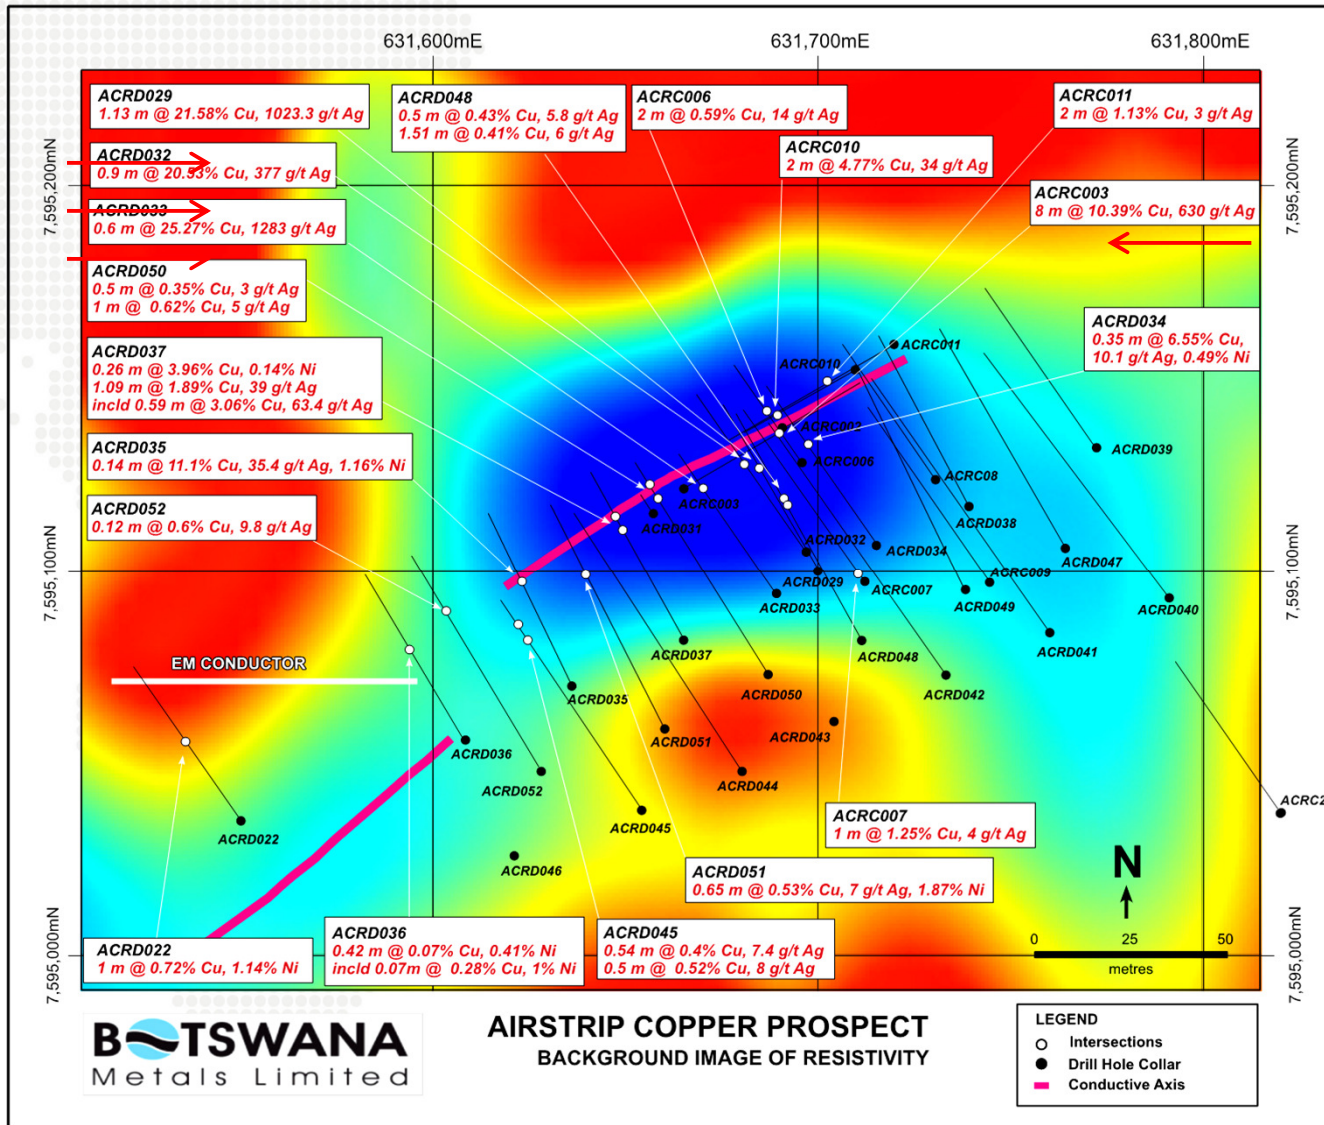 631,600mE
631,700mE
631,800mE
ACRD029
1.13 m @ 21.58% Cu, 1023.3 g/t Ag
ACRD048
0.5 m @ 0.43% Cu, 5.8 g/t Ag
1.51 m @ 0.41% Cu, 6 g/t Ag
ACRC006
2 m @ 0.59% Cu, 14 g/t Ag
ACRC011
2 m @ 1.13% Cu, 3 g/t Ag
ACRC010
2 m @ 4.77% Cu, 34 g/t Ag
ACRD032
0.9 m @ 20.53% Cu, 377 g/t Ag
ACRC003
8 m @ 10.39% Cu, 630 g/t Ag
7,595,200mN
7,595,200mN
ACRD033
0.6 m @ 25.27% Cu, 1283 g/t Ag
ACRD050
0.5 m @ 0.35% Cu, 3 g/t Ag
1 m @ 0.62% Cu, 5 g/t Ag
ACRD034
0.35 m @ 6.55% Cu,
10.1 g/t Ag, 0.49% Ni
ACRD037
0.26 m @ 3.96% Cu, 0.14% Ni
1.09 m @ 1.89% Cu, 39 g/t Ag
incld 0.59 m @ 3.06% Cu, 63.4 g/t Ag
ACRD035
0.14 m @ 11.1% Cu, 35.4 g/t Ag, 1.16% Ni
ACRD052
0.12 m @ 0.6% Cu, 9.8 g/t Ag
ACRC011
ACRC010
ACRC002
ACRC006
ACRD039
ACRC08
ACRC003
ACRD038
ACRD031
ACRD032
ACRD034
ACRD047
7,595,100mN
7,595,100mN
ACRD029
ACRC009
ACRC007
ACRD033
ACRD049
ACRD040
ACRD037
ACRD048
ACRD041
EM CONDUCTOR
ACRD035
ACRD050
ACRD042
ACRD051
ACRD043
ACRD036
ACRD052
ACRD044
ACRD022
ACRD045
ACRC2
ACRD046
ACRC007
1 m @ 1.25% Cu, 4 g/t Ag
ACRD051
0.65 m @ 0.53% Cu, 7 g/t Ag, 1.87% Ni
N
ACRD022
1 m @ 0.72% Cu, 1.14% Ni
ACRD036
0.42 m @ 0.07% Cu, 0.41% Ni
incld 0.07m @ 0.28% Cu, 1% Ni
ACRD045
0.54 m @ 0.4% Cu, 7.4 g/t Ag
0.5 m @ 0.52% Cu, 8 g/t Ag
0 25 50
metres
7,595,000mN
7,595,000mN
BOTSWANA
Metals Limited
AIRSTRIP COPPER PROSPECT
BACKGROUND IMAGE OF RESISTIVITY
LEGEND
Intersections
Drill Hole Collar
Conductive Axis